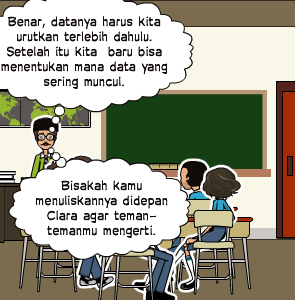 Benar, datanya harus kita
urutkan terlebih dahulu.
Setelah itu kita baru bisa
menentukan mana data yang
sering muncul.
Bisakah kamu
menuliskannya didepan
Clara agar teman-
temanmu mengerti.